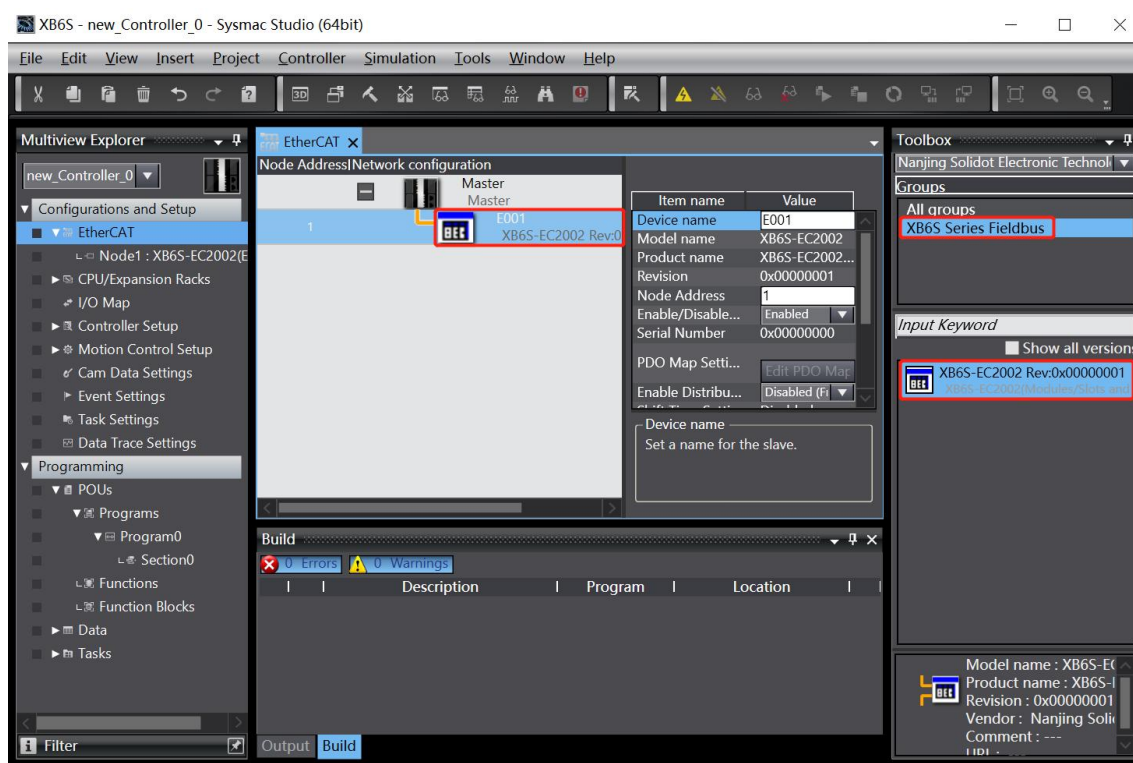 XB6S - new_Controller_0 - Sysmac Studio (64bit)
File Edit View Insert Project Controller Simulation Tools Window Help
Multiview Explorer
new_Controller_0
Configurations and Setup
EtherCAT
Node1 : XB6S-EC2002(E
CPU/Expansion Racks
I/O Map
Controller Setup
Motion Control Setup
Cam Data Settings
Event Settings
Task Settings
Data Trace Settings
Programming
POUs
Programs
Program0
Section0
Functions
Function Blocks
Data
Tasks
Filter
EtherCAT
Node Address|Network configuration
Master
Master
1
E001
XB6S-EC2002 Rev:0
Item name Value
Device name E001
Model name XB6S-EC2002
Product name XB6S-EC2002...
Revision 0x00000001
Node Address 1
Enable/Disable... Enabled
Serial Number 0x00000000
PDO Map Setti... Edit PDO Map
Enable Distribu... Disabled (Fr
Device name
Set a name for the slave.
Build
0 Errors 0 Warnings
Description Program Location
Output Build
Toolbox
Nanjing Solidot Electronic Technol
Groups
All groups
XB6S Series Fieldbus
Input Keyword
Show all versions
XB6S-EC2002 Rev:0x00000001
XB6S-EC2002(Modules/Slots and
Model name : XB6S-E
Product name : XB6S-
Revision : 0x00000001
Vendor : Nanjing Soli
Comment : ---